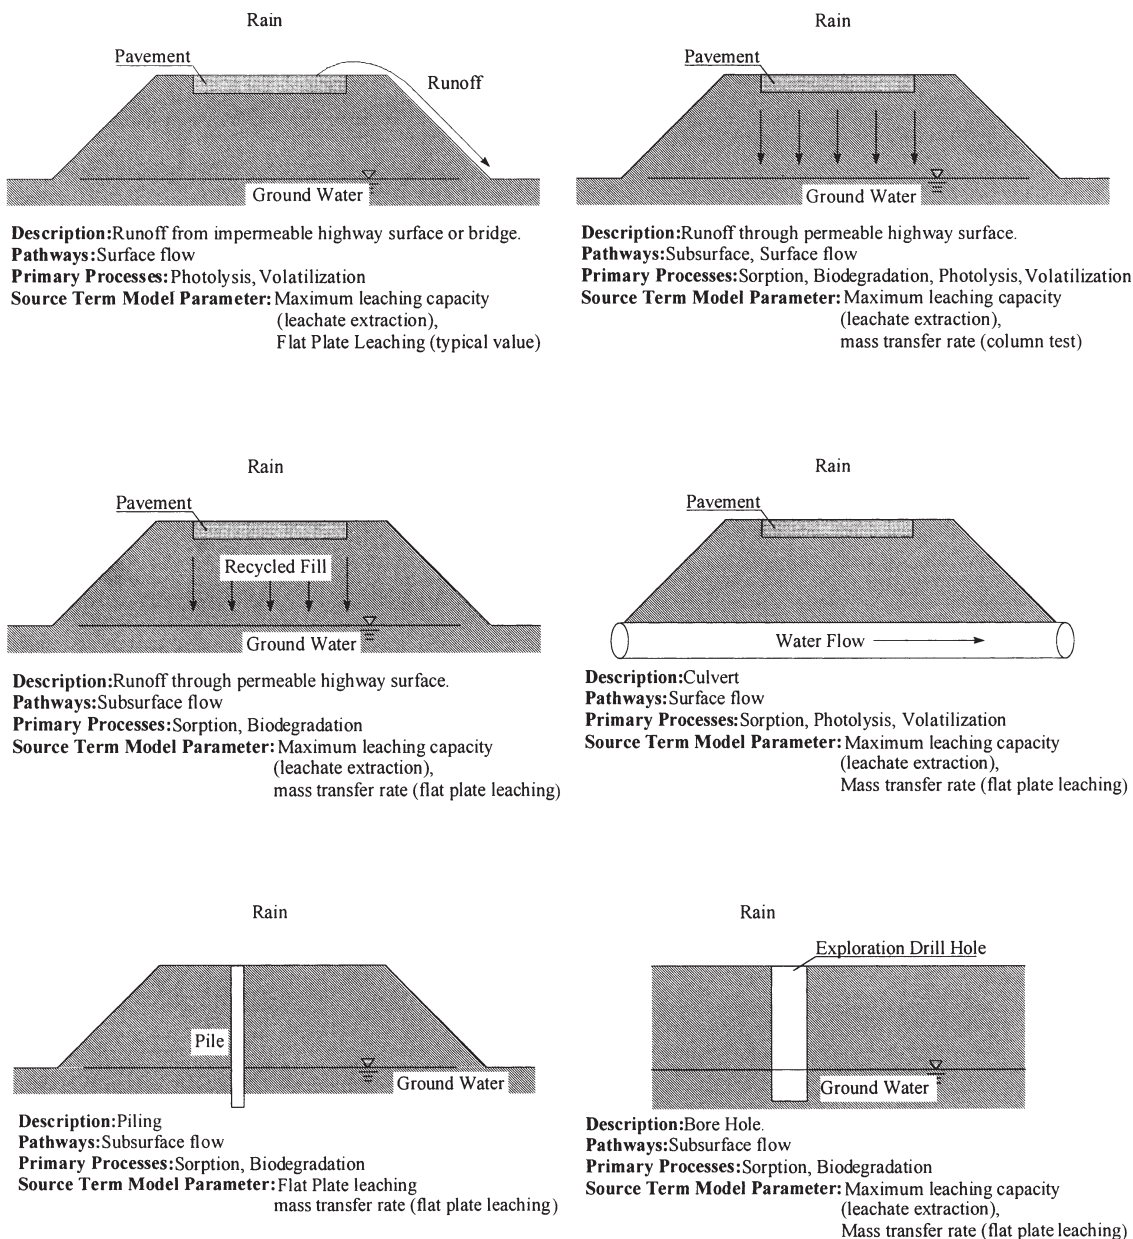 Rain
Pavement
Runoff
Ground Water
Description:Runoff from impermeable highway surface or bridge.
Pathways:Surface flow
Primary Processes:Photolysis, Volatilization
Source Term Model Parameter: Maximum leaching capacity
(leachate extraction),
Flat Plate Leaching (typical value)
Rain
Pavement
Ground Water
Description:Runoff through permeable highway surface.
Pathways:Subsurface, Surface flow
Primary Processes:Sorption, Biodegradation, Photolysis, Volatilization
Source Term Model Parameter: Maximum leaching capacity
(leachate extraction),
mass transfer rate (column test)
Rain
Pavement
Recycled Fill
Ground Water
Description:Runoff through permeable highway surface.
Pathways:Subsurface flow
Primary Processes:Sorption, Biodegradation
Source Term Model Parameter: Maximum leaching capacity
(leachate extraction),
mass transfer rate (flat plate leaching)
Rain
Pavement
Water Flow
Description:Culvert
Pathways:Surface flow
Primary Processes:Sorption, Photolysis, Volatilization
Source Term Model Parameter: Maximum leaching capacity
(leachate extraction),
Mass transfer rate (flat plate leaching)
Rain
Pile
Ground Water
Description:Piling
Pathways:Subsurface flow
Primary Processes:Sorption, Biodegradation
Source Term Model Parameter: Flat Plate leaching
mass transfer rate (flat plate leaching)
Rain
Exploration Drill Hole
Ground Water
Description:Bore Hole.
Pathways:Subsurface flow
Primary Processes:Sorption, Biodegradation
Source Term Model Parameter: Maximum leaching capacity
(leachate extraction),
Mass transfer rate (flat plate leaching)